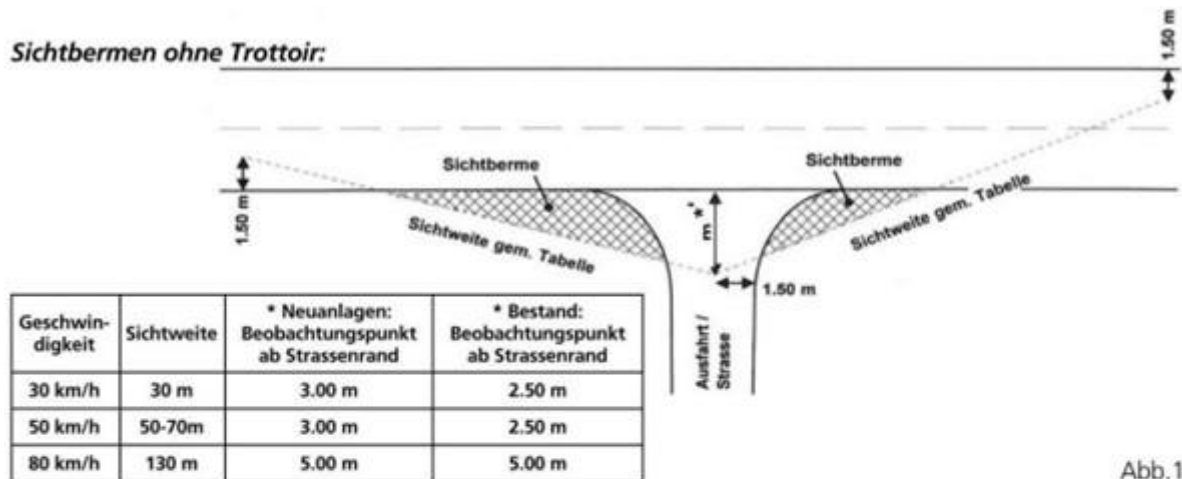 Sichtbermen ohne Trottoir:
1.50 m
Sichtberme
Sichtberme
1.50 m
m *'
Sichtweite gem. Tabelle
Sichtweite gem. Tabelle
1.50 m
Ausfahrt /
Strasse
Geschwin-
digkeit
Sichtweite
* Neuanlagen:
Beobachtungspunkt
ab Strassenrand
* Bestand:
Beobachtungspunkt
ab Strassenrand
30 km/h 30 m 3.00 m 2.50 m
50 km/h 50-70m 3.00 m 2.50 m
80 km/h 130 m 5.00 m 5.00 m
Abb.1